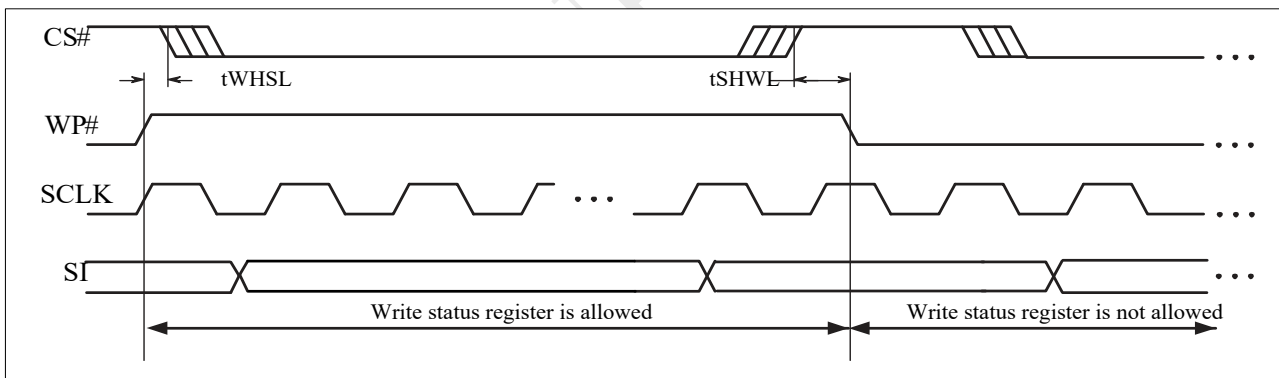 CS#
tWHSL
tSHWL
WP#
SCLK
SI
Write status register is allowed
Write status register is not allowed